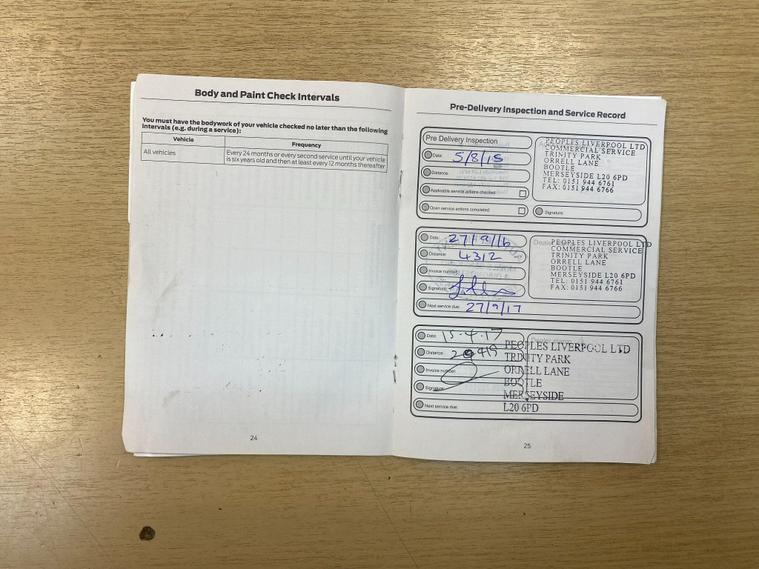 Body and Paint Check Intervals
You must have the bodywork of your vehicle checked no later than the following
intervals (e.g. during a service):
Vehicle Frequency
All vehicles Every 24 months or every second service until your vehicle
is six years old and then at least every 12 months thereafter
24
Pre-Delivery Inspection and Service Record
Pre Delivery Inspection
Date: 5/8/15
Distance:
Applicable service actions checked
Open service actions completed:
PEOPLES LIVERPOOL LTD
COMMERCIAL SERVICE
TRINITY PARK
ORRELL LANE
BOOTLE
MERSEYSIDE L20 6PD
TEL: 0151 944 6761
FAX: 0151 944 6766
Signature:
Date: 27/9/16
Distance: 4312
Invoice number:
Signature:
Next service due: 27/9/17
PEOPLES LIVERPOOL LTD
COMMERCIAL SERVICE
TRINITY PARK
ORRELL LANE
BOOTLE
MERSEYSIDE L20 6PD
TEL: 0151 944 6761
FAX: 0151 944 6766
Date: 15-4-17
Distance: 20419
Invoice number:
Signature:
Next service due:
PEOPLES LIVERPOOL LTD
TRINITY PARK
ORRELL LANE
BOOTLE
MERSEYSIDE
L20 6PD
25